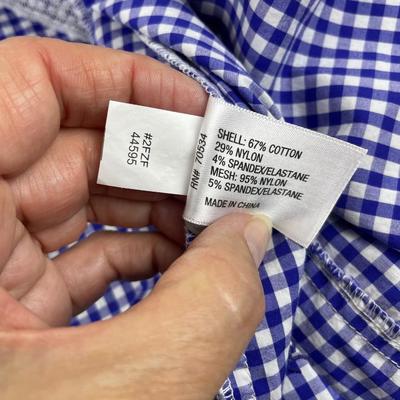 #2FZF
44595
RN# 70534
SHELL: 67% COTTON
29% NYLON
4% SPANDEX/ELASTANE
MESH: 95% NYLON
5% SPANDEX/ELASTANE
MADE IN CHINA